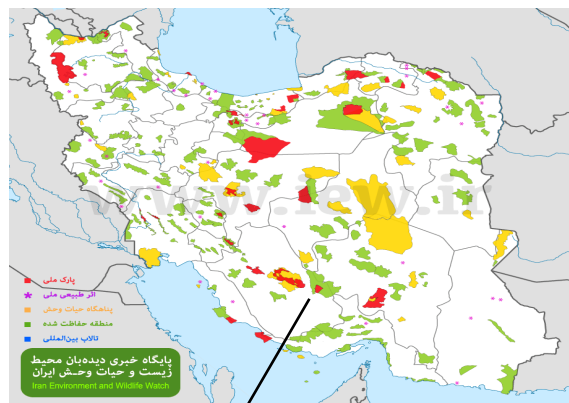 www.iew.ir
پارک ملی
اثر طبیعی ملی
پناهگاه حیات وحش
منطقه حفاظت شده
تالاب بین‌المللی
پایگاه خبری دیده‌بان محیط
زیست و حیات وحش ایران
Iran Environment and Wildlife Watch